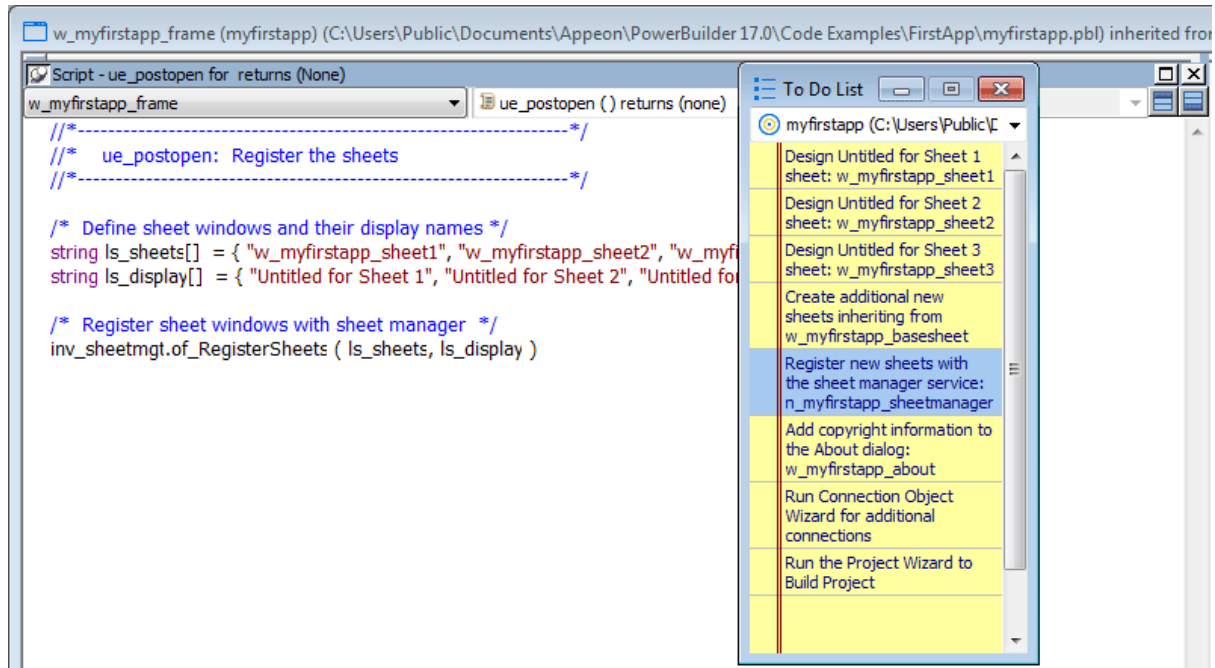 w_myfirstapp_frame (myfirstapp) (C:\Users\Public\Documents\Appeon\PowerBuilder 17.0\Code Examples\FirstApp\myfirstapp.pbl) inherited from
Script - ue_postopen for returns (None)
w_myfirstapp_frame
ue_postopen ( ) returns (none)
//*-----------------------------------------------------------------*/
//* ue_postopen: Register the sheets
//*-----------------------------------------------------------------*/
/* Define sheet windows and their display names */
string ls_sheets[] = { "w_myfirstapp_sheet1", "w_myfirstapp_sheet2", "w_myfi
string ls_display[] = { "Untitled for Sheet 1", "Untitled for Sheet 2", "Untitled for
/* Register sheet windows with sheet manager */
inv_sheetmgt.of_RegisterSheets ( ls_sheets, ls_display )
To Do List
myfirstapp (C:\Users\Public\D
Design Untitled for Sheet 1
sheet: w_myfirstapp_sheet1
Design Untitled for Sheet 2
sheet: w_myfirstapp_sheet2
Design Untitled for Sheet 3
sheet: w_myfirstapp_sheet3
Create additional new
sheets inheriting from
w_myfirstapp_basesheet
Register new sheets with
the sheet manager service:
n_myfirstapp_sheetmanager
Add copyright information to
the About dialog:
w_myfirstapp_about
Run Connection Object
Wizard for additional
connections
Run the Project Wizard to
Build Project